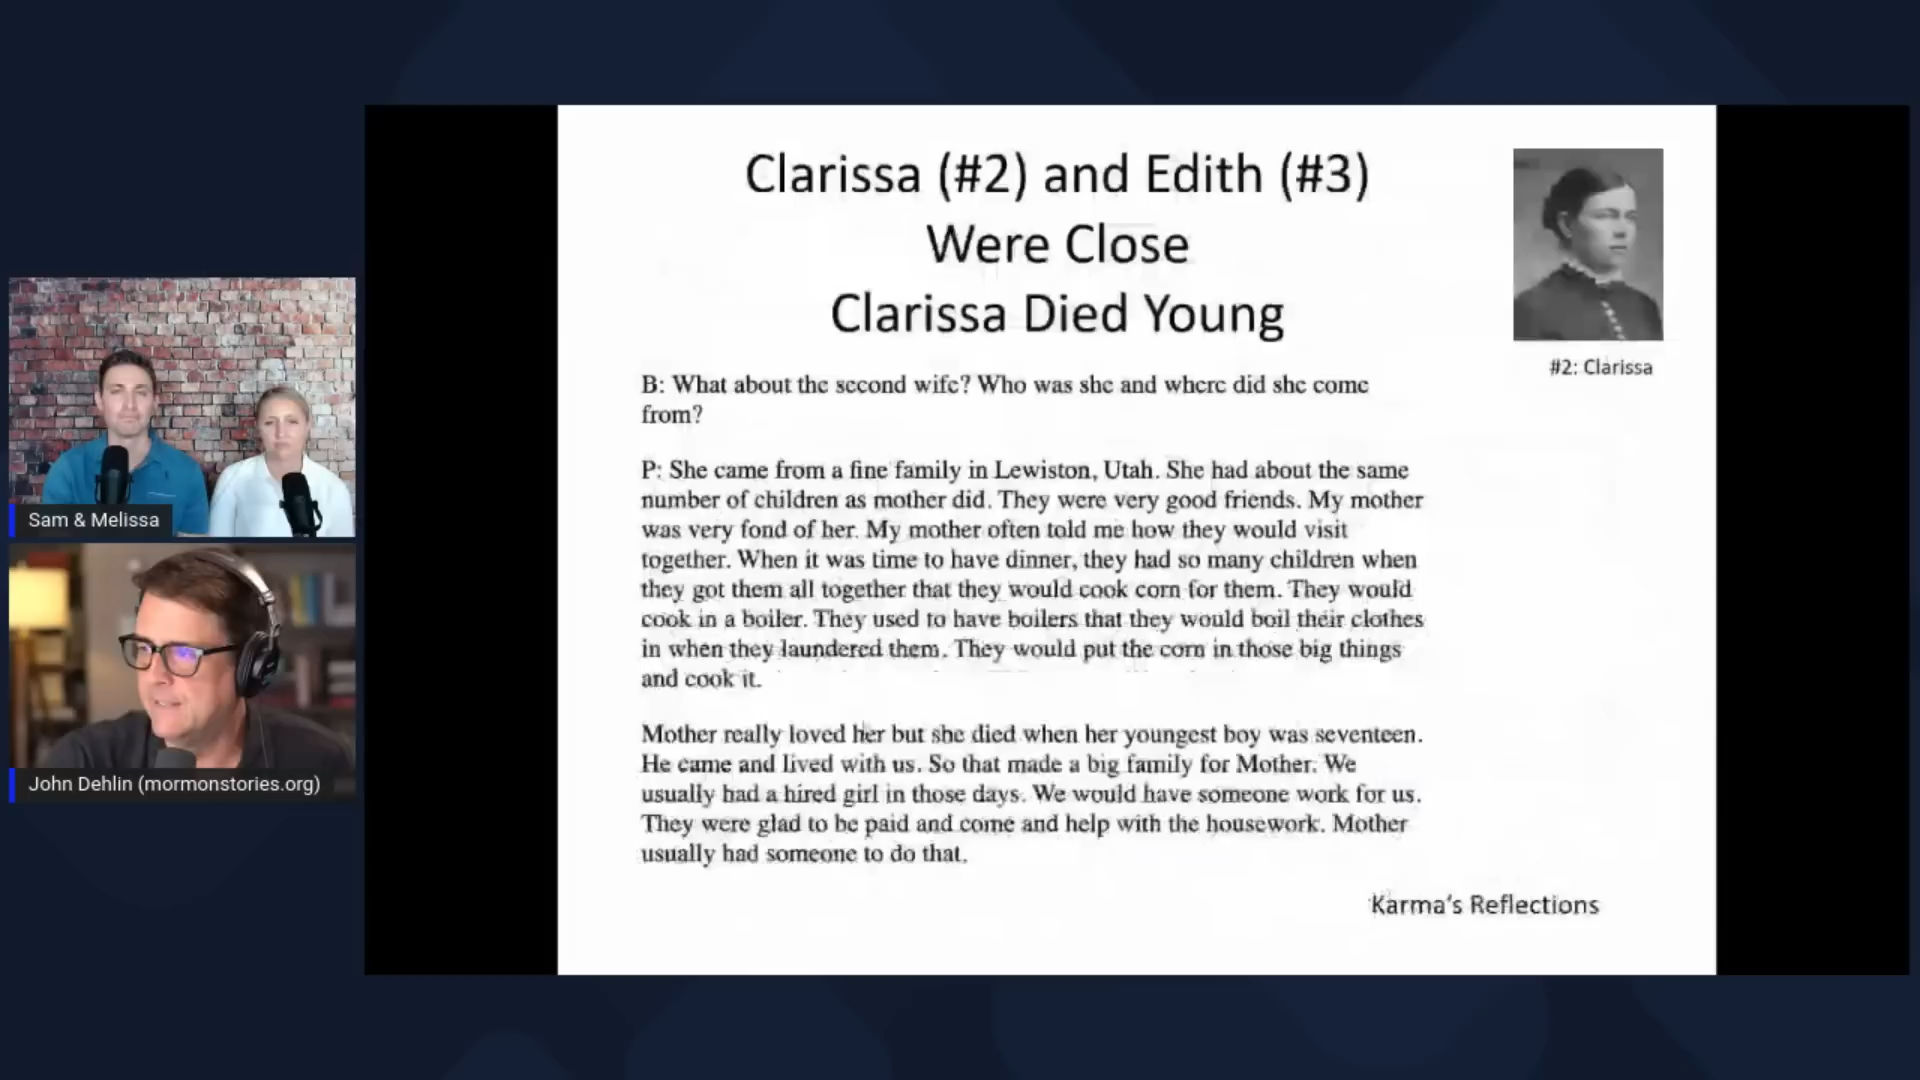 Clarissa (#2) and Edith (#3)
Were Close
Clarissa Died Young
#2: Clarissa
B: What about the second wife? Who was she and where did she come
from?
P: She came from a fine family in Lewiston, Utah. She had about the same
number of children as mother did. They were very good friends. My mother
was very fond of her. My mother often told me how they would visit
together. When it was time to have dinner, they had so many children when
they got them all together that they would cook corn for them. They would
cook in a boiler. They used to have boilers that they would boil their clothes
in when they laundered them. They would put the corn in those big things
and cook it.
Mother really loved her but she died when her youngest boy was seventeen.
He came and lived with us. So that made a big family for Mother. We
usually had a hired girl in those days. We would have someone work for us.
They were glad to be paid and come and help with the housework. Mother
usually had someone to do that.
Karma's Reflections
Sam & Melissa
John Dehlin (mormonstories.org)